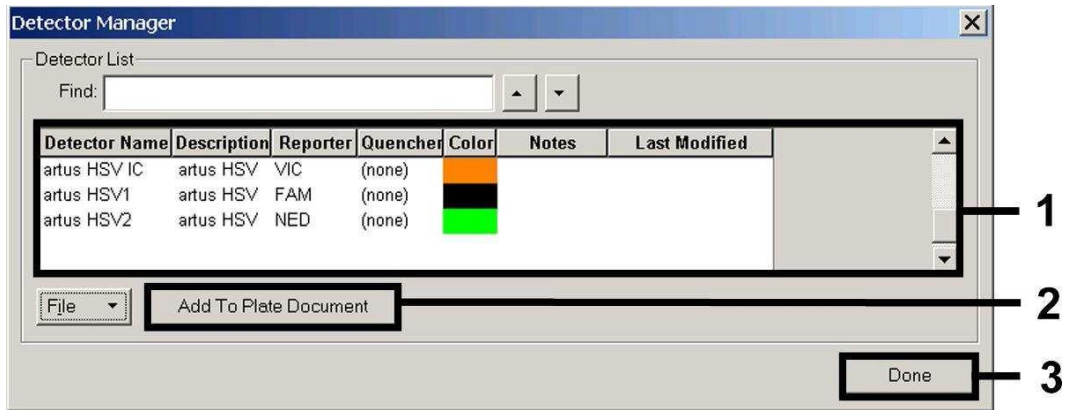 Detector Manager
Detector List
Find:
Detector Name Description Reporter Quencher Color Notes Last Modified
artus HSV IC artus HSV VIC (none)
artus HSV1 artus HSV FAM (none)
artus HSV2 artus HSV NED (none)
1
File Add To Plate Document 2
Done 3